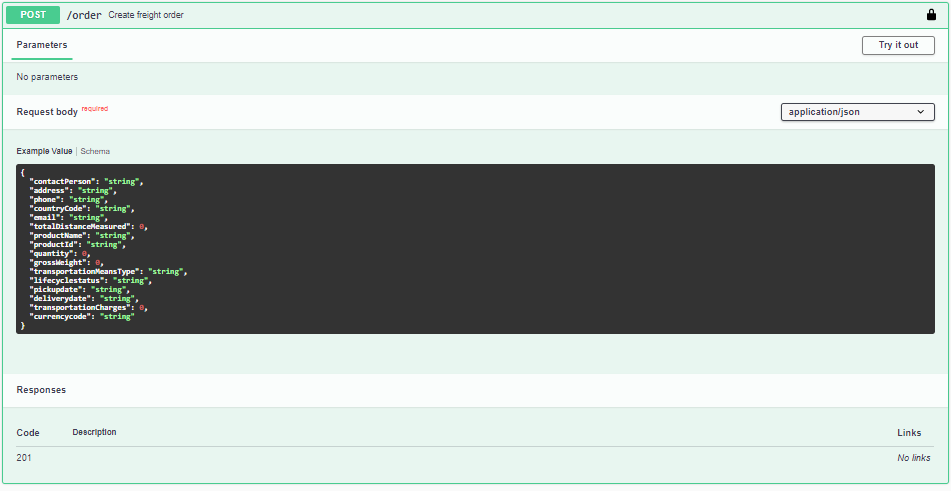 POST /order Create freight order
Parameters
Try it out
No parameters
Request body required
application/json
Example Value | Schema
{
  "contactPerson": "string",
  "address": "string",
  "phone": "string",
  "countryCode": "string",
  "email": "string",
  "totalDistanceMeasured": 0,
  "productName": "string",
  "productId": "string",
  "quantity": 0,
  "grossWeight": 0,
  "transportationMeansType": "string",
  "lifecyclestatus": "string",
  "pickupdate": "string",
  "deliverydate": "string",
  "transportationCharges": 0,
  "currencycode": "string"
}
Responses
Code Description Links
201 No links